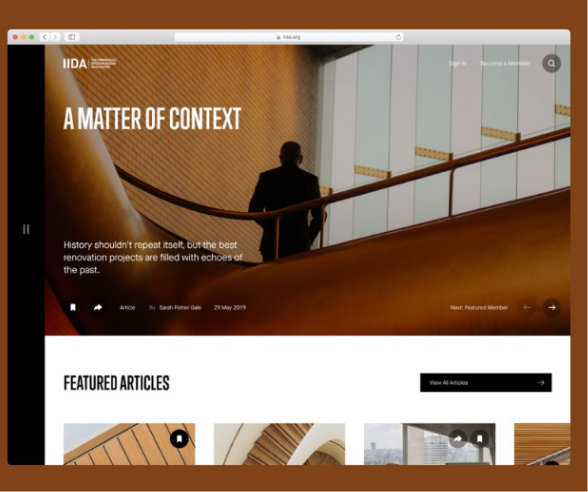 iida.org
IIDA
Sign In
Become a Member
A MATTER OF CONTEXT
History shouldn't repeat itself, but the best
renovation projects are filled with echoes of
the past.
Article
By Sarah Fisher Gale
29 May 2019
Next: Featured Member
FEATURED ARTICLES
View All Articles